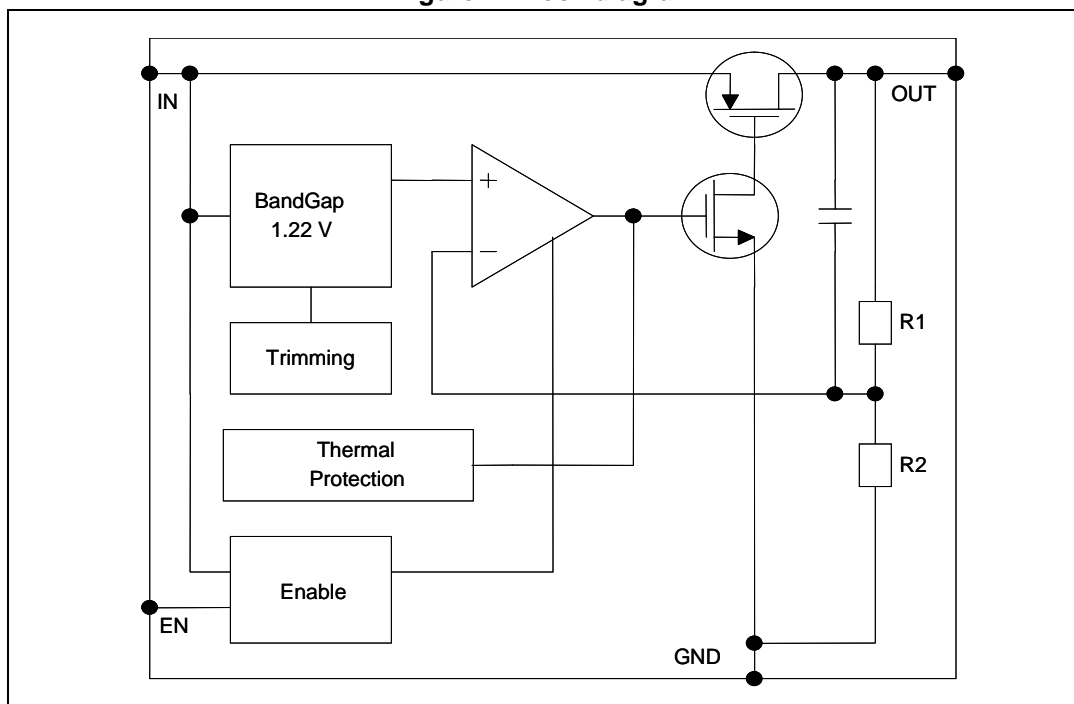 IN
OUT
BandGap
1.22 V
+
−
R1
Trimming
Thermal
Protection
R2
Enable
EN
GND